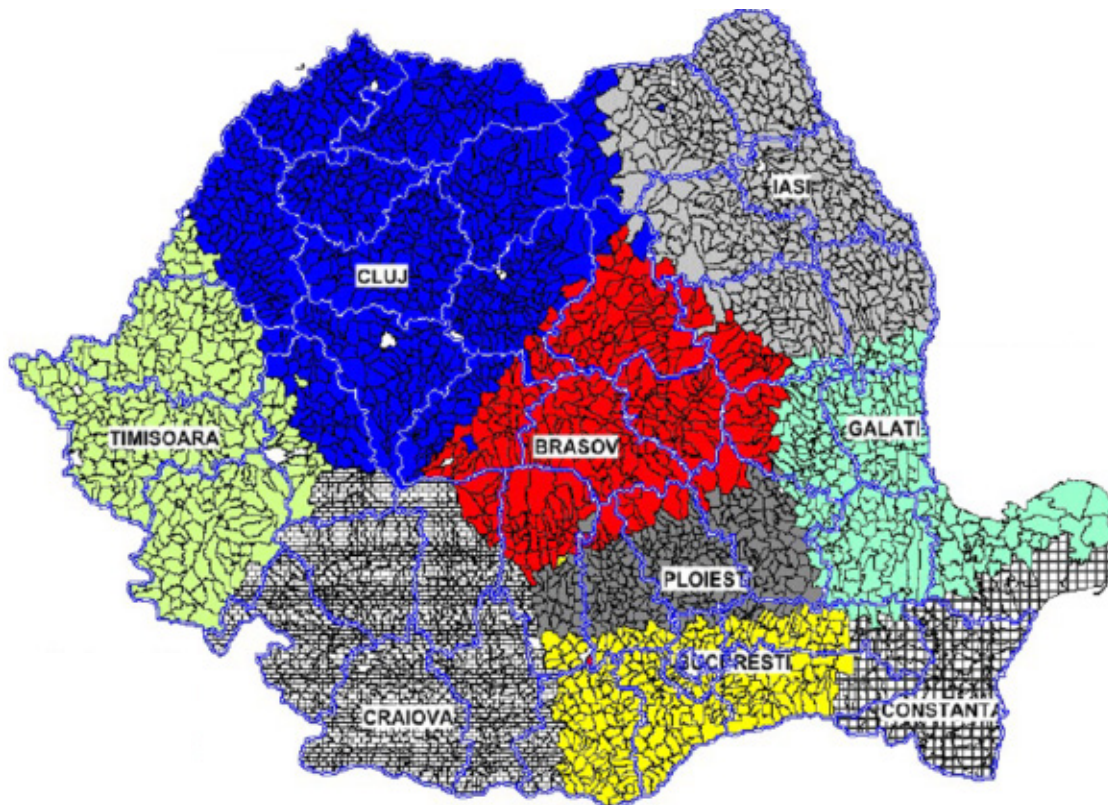 IASI
CLUJ
TIMISOARA
BRASOV
GALATI
PLOIEST
BUCURESTI
CRAIOVA
CONSTANTA